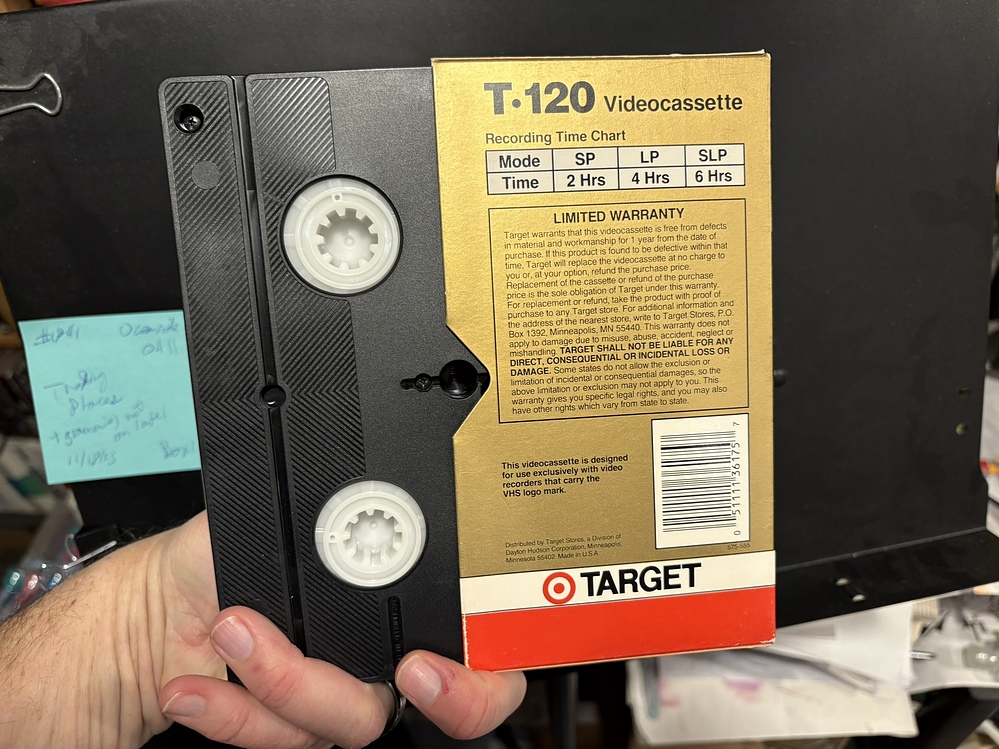 T·120 Videocassette
Recording Time Chart
Mode SP LP SLP
Time 2 Hrs 4 Hrs 6 Hrs
LIMITED WARRANTY
Target warrants that this videocassette is free from defects
in material and workmanship for 1 year from the date of
purchase. If this product is found to be defective within that
time, Target will replace the videocassette at no charge to
you or, at your option, refund the purchase price.
Replacement of the cassette or refund of the purchase
price is the sole obligation of Target under this warranty.
For replacement or refund, take the product with proof of
purchase to any Target store. For additional information and
the address of the nearest store, write to Target Stores, P.O.
Box 1392, Minneapolis, MN 55440. This warranty does not
apply to damage due to misuse, abuse, accident, neglect or
mishandling. TARGET SHALL NOT BE LIABLE FOR ANY
DIRECT, CONSEQUENTIAL OR INCIDENTAL LOSS OR
DAMAGE. Some states do not allow the exclusion or
limitation of incidental or consequential damages, so the
above limitation or exclusion may not apply to you. This
warranty gives you specific legal rights, and you may also
have other rights which vary from state to state.
This videocassette is designed
for use exclusively with video
recorders that carry the
VHS logo mark.
0 51111 36175 7
575-585
Distributed by Target Stores, a Division of
Dayton Hudson Corporation, Minneapolis,
Minnesota 55402. Made in U.S.A.
TARGET
Trading
Places
on label